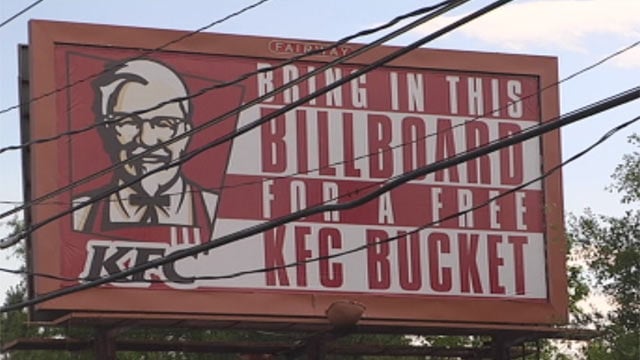 FAIRWAY
BRING IN THIS
BILLBOARD
FOR A FREE
KFC BUCKET
KFC